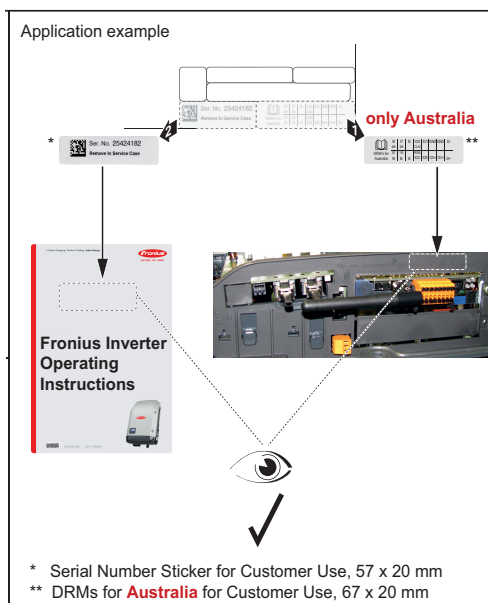 Application example
Ser. No. 25424182
Remove In Service Case
2
1
only Australia
*
Ser. No. 25424182
Remove In Service Case
**
DRMs for
Australia
Fronius
Fronius Inverter
Operating
Instructions
* Serial Number Sticker for Customer Use, 57 x 20 mm
** DRMs for Australia for Customer Use, 67 x 20 mm